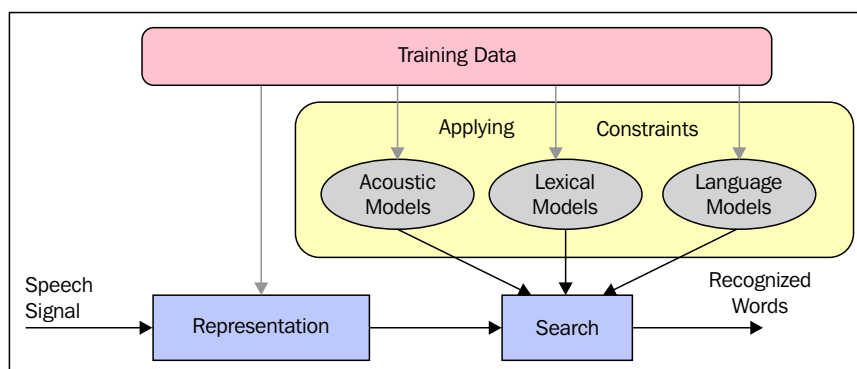 Training Data
Applying Constraints
Acoustic
Models
Lexical
Models
Language
Models
Speech
Signal
Representation
Search
Recognized
Words